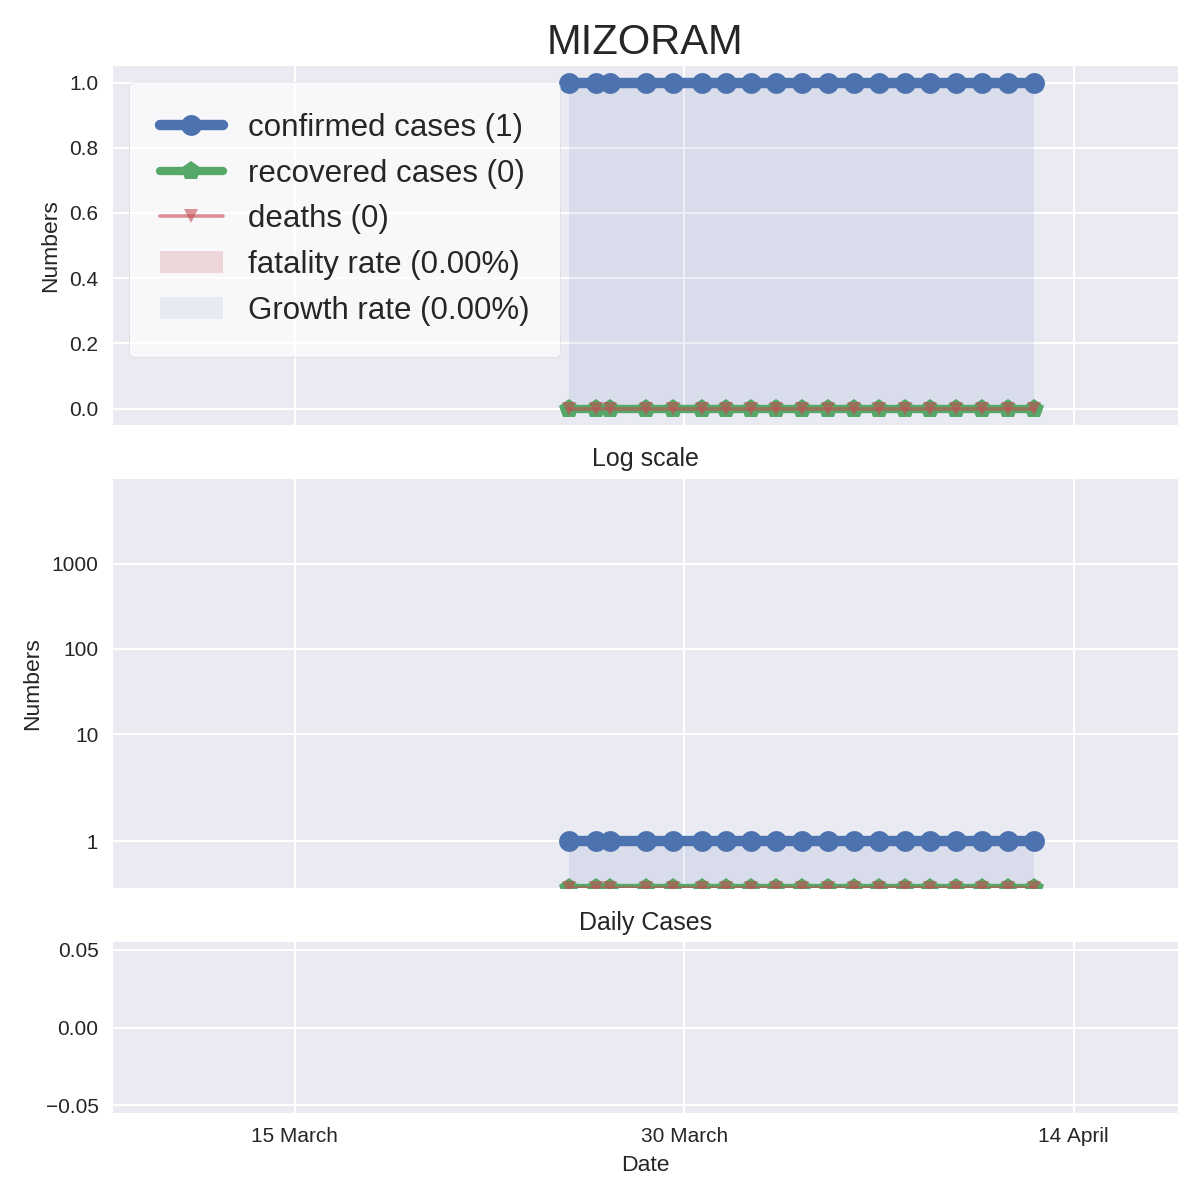 MIZORAM
1.0
0.8
0.6
0.4
0.2
0.0
Numbers
confirmed cases (1)
recovered cases (0)
deaths (0)
fatality rate (0.00%)
Growth rate (0.00%)
Log scale
1000
100
10
1
Numbers
Daily Cases
0.05
0.00
−0.05
15 March
30 March
14 April
Date